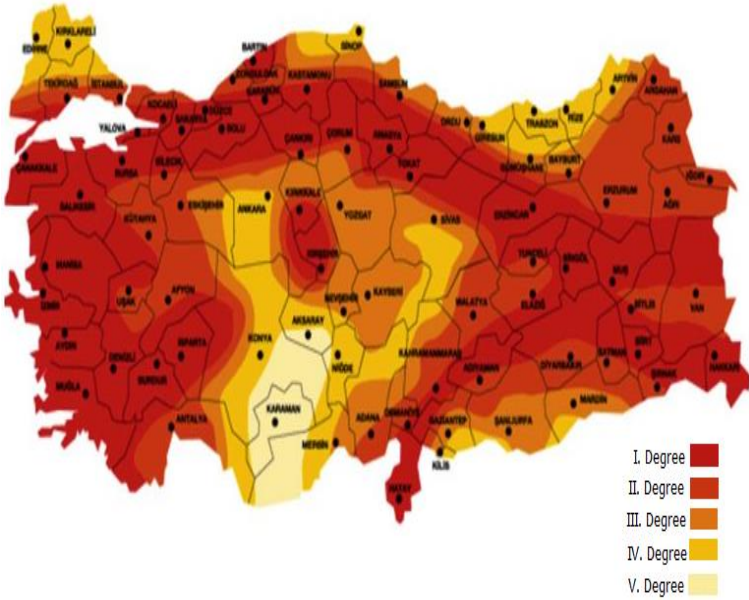 KIRKLARELİ
EDİRNE
TEKİRDAĞ
İSTANBUL
BARTIN
ZONGULDAK
KASTAMONU
SİNOP
KARABÜK
SAMSUN
ARTVİN
ARDAHAN
KOCAELİ
DÜZCE
SAKARYA
BOLU
YALOVA
ÇANKIRI
ÇORUM
AMASYA
ORDU
GİRESUN
TRABZON
RİZE
KARS
ÇANAKKALE
BURSA
BİLECİK
TOKAT
GÜMÜŞHANE
BAYBURT
IĞDIR
BALIKESİR
ESKİŞEHİR
ANKARA
KIRIKKALE
YOZGAT
SİVAS
ERZİNCAN
ERZURUM
AĞRI
KÜTAHYA
MANİSA
UŞAK
AFYON
KIRŞEHİR
NEVŞEHİR
KAYSERİ
TUNCELİ
BİNGÖL
MUŞ
İZMİR
AKSARAY
MALATYA
ELAZIĞ
BİTLİS
VAN
AYDIN
DENİZLİ
ISPARTA
KONYA
NİĞDE
KAHRAMANMARAŞ
ADIYAMAN
DİYARBAKIR
BATMAN
SİİRT
ŞIRNAK
HAKKARİ
MUĞLA
BURDUR
ANTALYA
KARAMAN
MERSİN
ADANA
OSMANİYE
GAZİANTEP
ŞANLIURFA
MARDİN
KİLİS
HATAY
I. Degree
II. Degree
III. Degree
IV. Degree
V. Degree